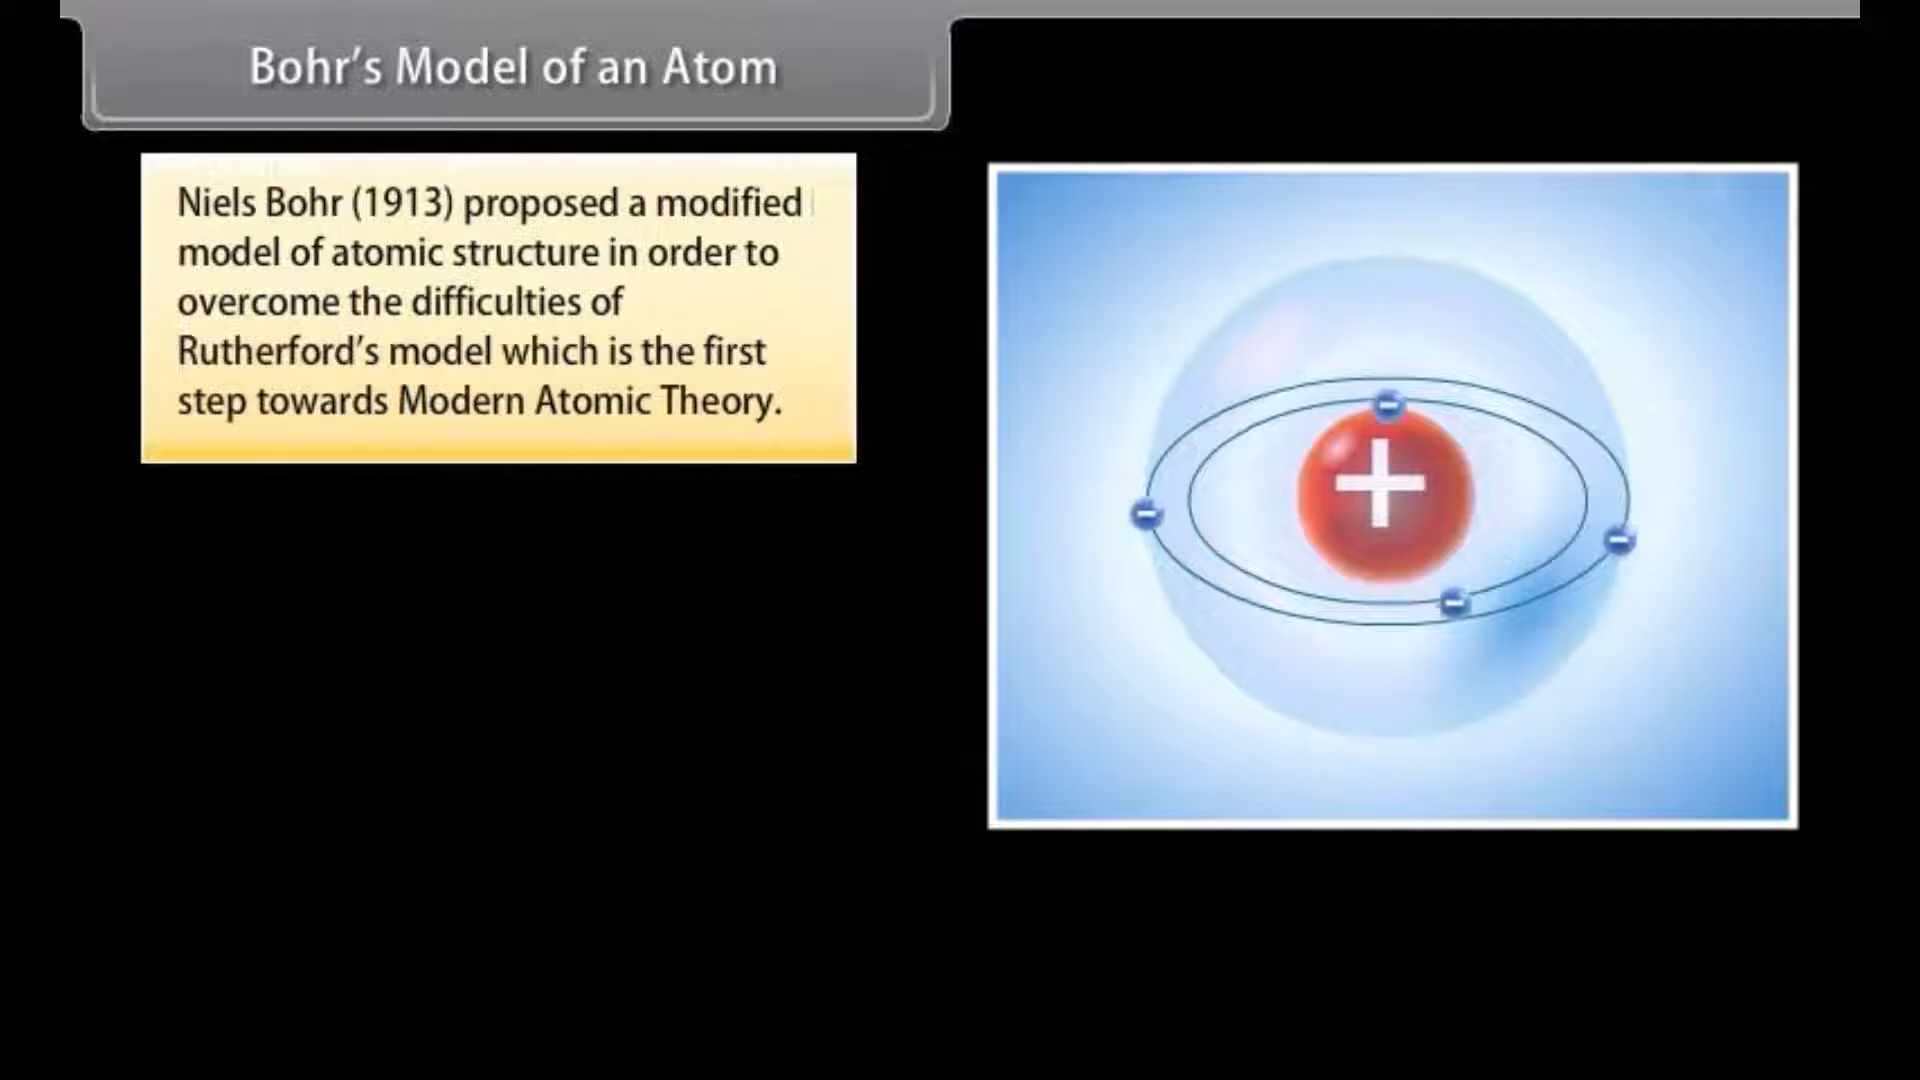 Bohr's Model of an Atom
Niels Bohr (1913) proposed a modified
model of atomic structure in order to
overcome the difficulties of
Rutherford's model which is the first
step towards Modern Atomic Theory.
+
−
−
−
−